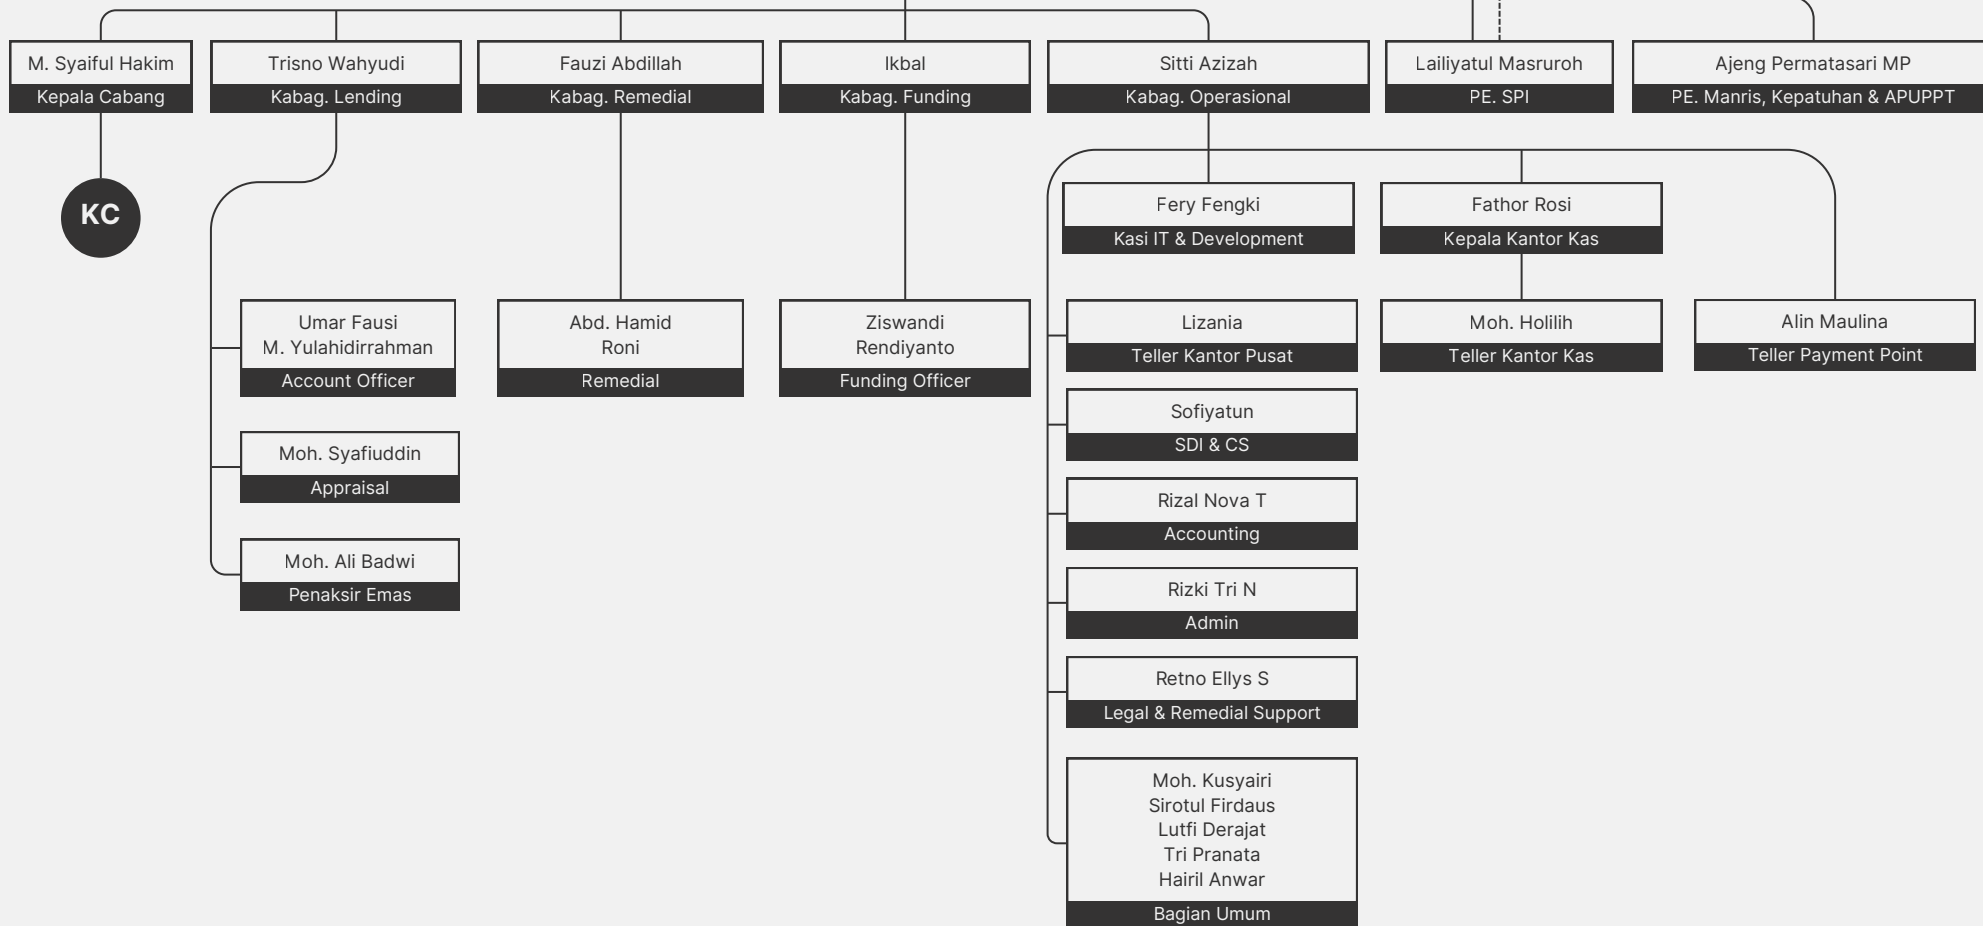 M. Syaiful Hakim
Kepala Cabang
Trisno Wahyudi
Kabag. Lending
Fauzi Abdillah
Kabag. Remedial
Ikbal
Kabag. Funding
Sitti Azizah
Kabag. Operasional
Lailiyatul Masruroh
PE. SPI
Ajeng Permatasari MP
PE. Manris, Kepatuhan & APUPPT
KC
Fery Fengki
Kasi IT & Development
Fathor Rosi
Kepala Kantor Kas
Umar Fausi
M. Yulahidirrahman
Account Officer
Abd. Hamid
Roni
Remedial
Ziswandi
Rendiyanto
Funding Officer
Lizania
Teller Kantor Pusat
Moh. Holilih
Teller Kantor Kas
Alin Maulina
Teller Payment Point
Moh. Syafiuddin
Appraisal
Moh. Ali Badwi
Penaksir Emas
Sofiyatun
SDI & CS
Rizal Nova T
Accounting
Rizki Tri N
Admin
Retno Ellys S
Legal & Remedial Support
Moh. Kusyairi
Sirotul Firdaus
Lutfi Derajat
Tri Pranata
Hairil Anwar
Bagian Umum